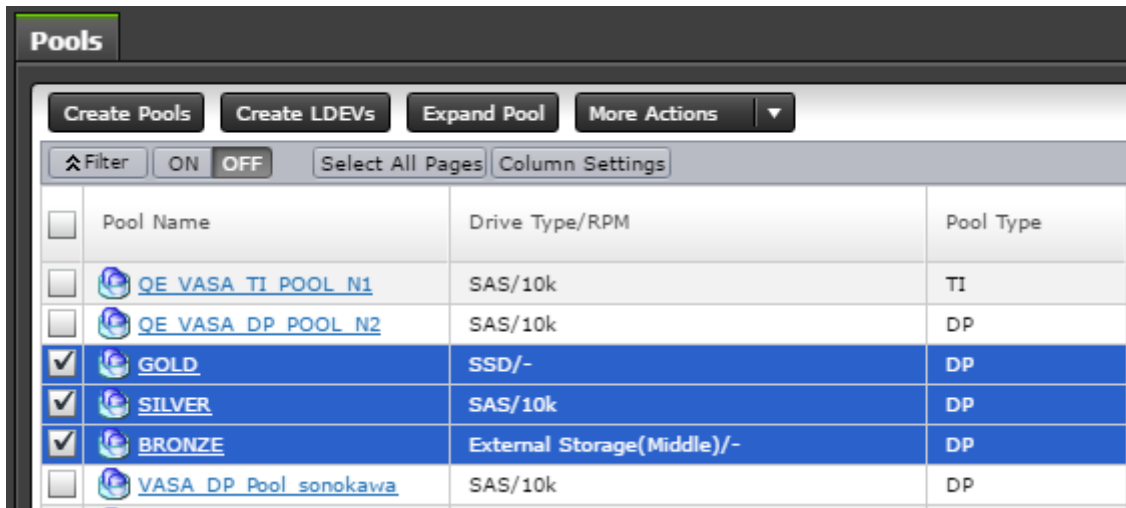 Pools
Create Pools Create LDEVs Expand Pool More Actions
Filter ON OFF Select All Pages Column Settings
Pool Name Drive Type/RPM Pool Type
QE_VASA_TI_POOL_N1 SAS/10k TI
QE_VASA_DP_POOL_N2 SAS/10k DP
GOLD SSD/- DP
SILVER SAS/10k DP
BRONZE External Storage(Middle)/- DP
VASA_DP_Pool_sonokawa SAS/10k DP